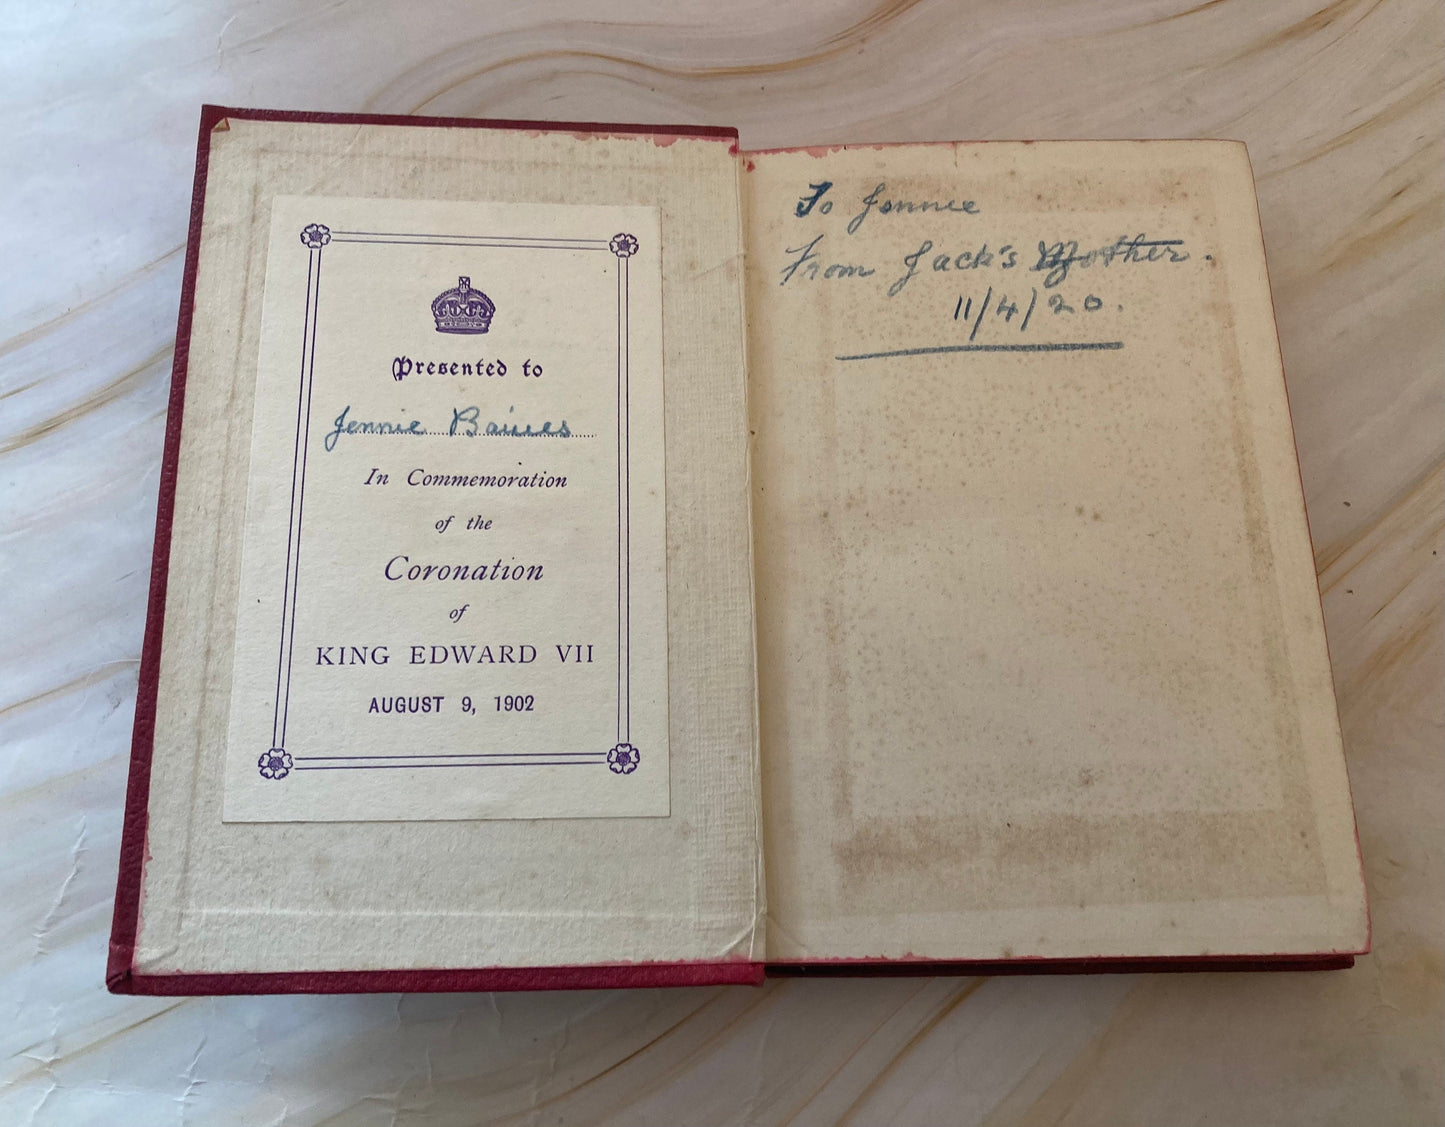 Presented to
Jennie Baines
In Commemoration
of the
Coronation
of
KING EDWARD VII
AUGUST 9, 1902
To Jennie
From Jack's Mother.
11/4/20.